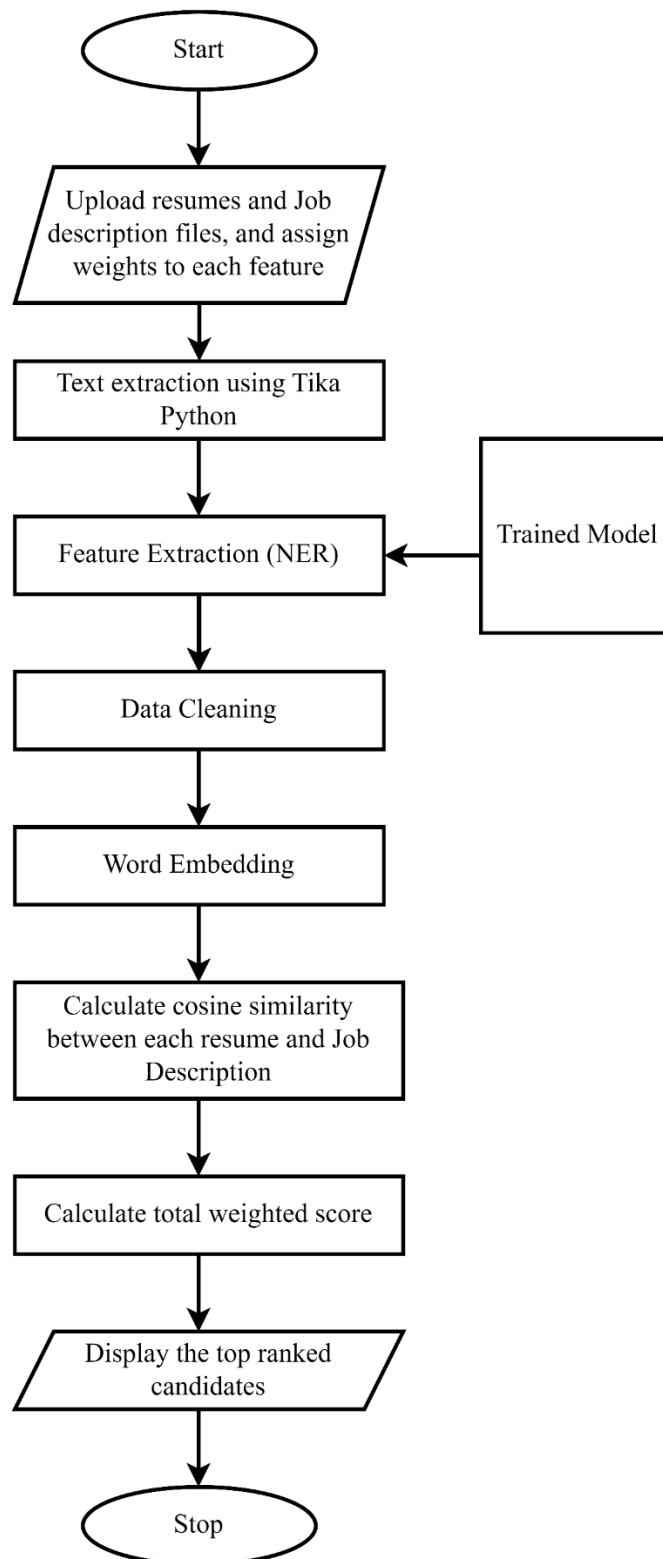 Start
Upload resumes and Job
description files, and assign
weights to each feature
Text extraction using Tika
Python
Feature Extraction (NER)
Trained Model
Data Cleaning
Word Embedding
Calculate cosine similarity
between each resume and Job
Description
Calculate total weighted score
Display the top ranked
candidates
Stop